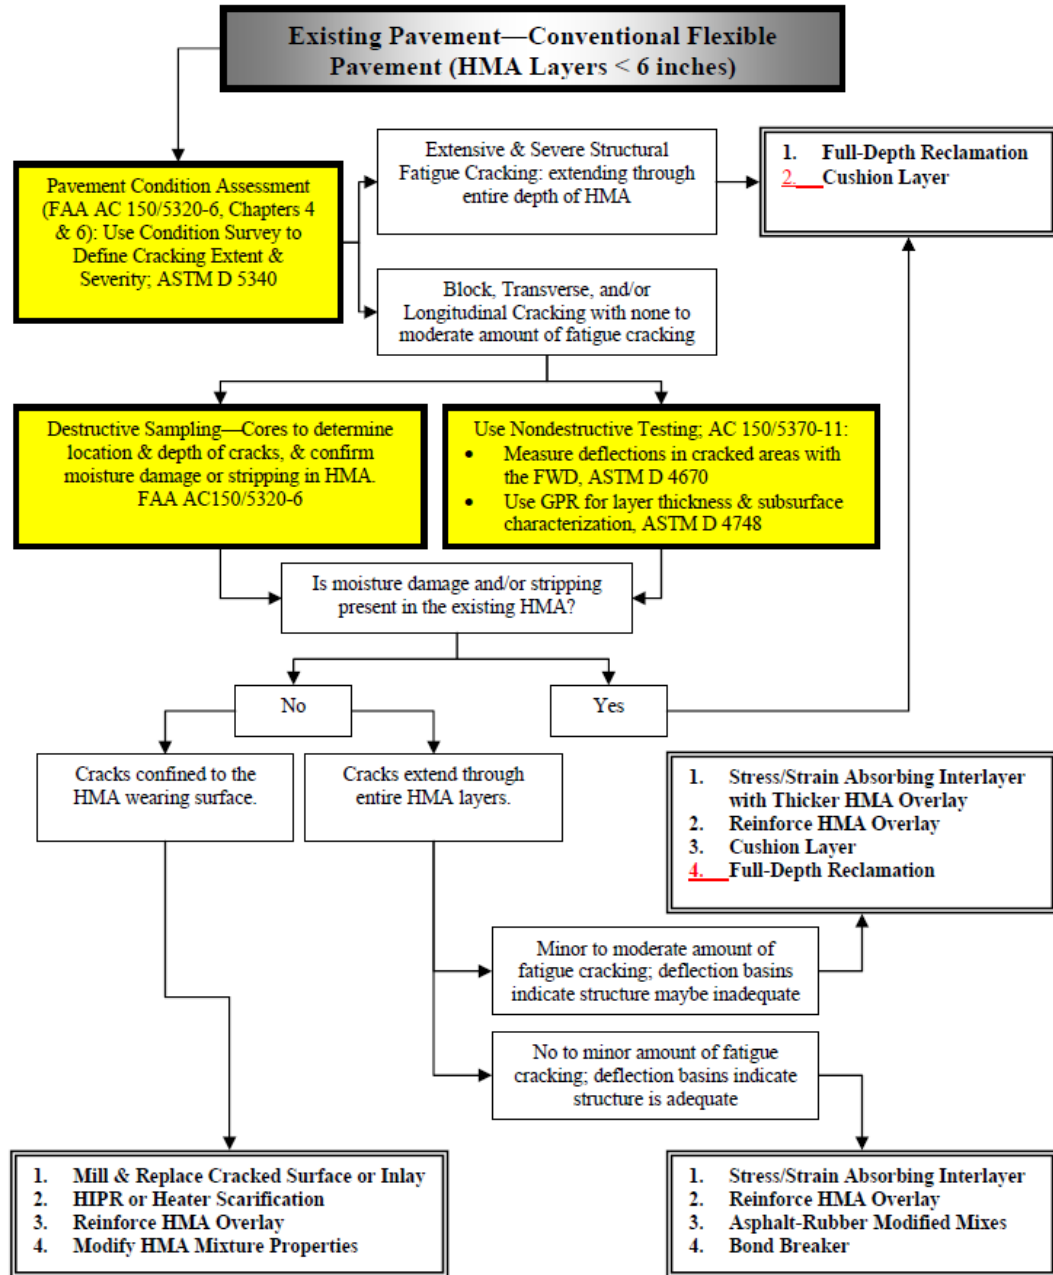 Existing Pavement—Conventional Flexible
Pavement (HMA Layers < 6 inches)
Pavement Condition Assessment
(FAA AC 150/5320-6, Chapters 4
& 6): Use Condition Survey to
Define Cracking Extent &
Severity; ASTM D 5340
Extensive & Severe Structural
Fatigue Cracking: extending through
entire depth of HMA
1. Full-Depth Reclamation
2. Cushion Layer
Block, Transverse, and/or
Longitudinal Cracking with none to
moderate amount of fatigue cracking
Destructive Sampling—Cores to determine
location & depth of cracks, & confirm
moisture damage or stripping in HMA.
FAA AC150/5320-6
Use Nondestructive Testing; AC 150/5370-11:
• Measure deflections in cracked areas with
the FWD, ASTM D 4670
• Use GPR for layer thickness & subsurface
characterization, ASTM D 4748
Is moisture damage and/or stripping
present in the existing HMA?
No
Yes
Cracks confined to the
HMA wearing surface.
Cracks extend through
entire HMA layers.
1. Stress/Strain Absorbing Interlayer
with Thicker HMA Overlay
2. Reinforce HMA Overlay
3. Cushion Layer
4. Full-Depth Reclamation
Minor to moderate amount of
fatigue cracking; deflection basins
indicate structure maybe inadequate
No to minor amount of fatigue
cracking; deflection basins indicate
structure is adequate
1. Mill & Replace Cracked Surface or Inlay
2. HIPR or Heater Scarification
3. Reinforce HMA Overlay
4. Modify HMA Mixture Properties
1. Stress/Strain Absorbing Interlayer
2. Reinforce HMA Overlay
3. Asphalt-Rubber Modified Mixes
4. Bond Breaker